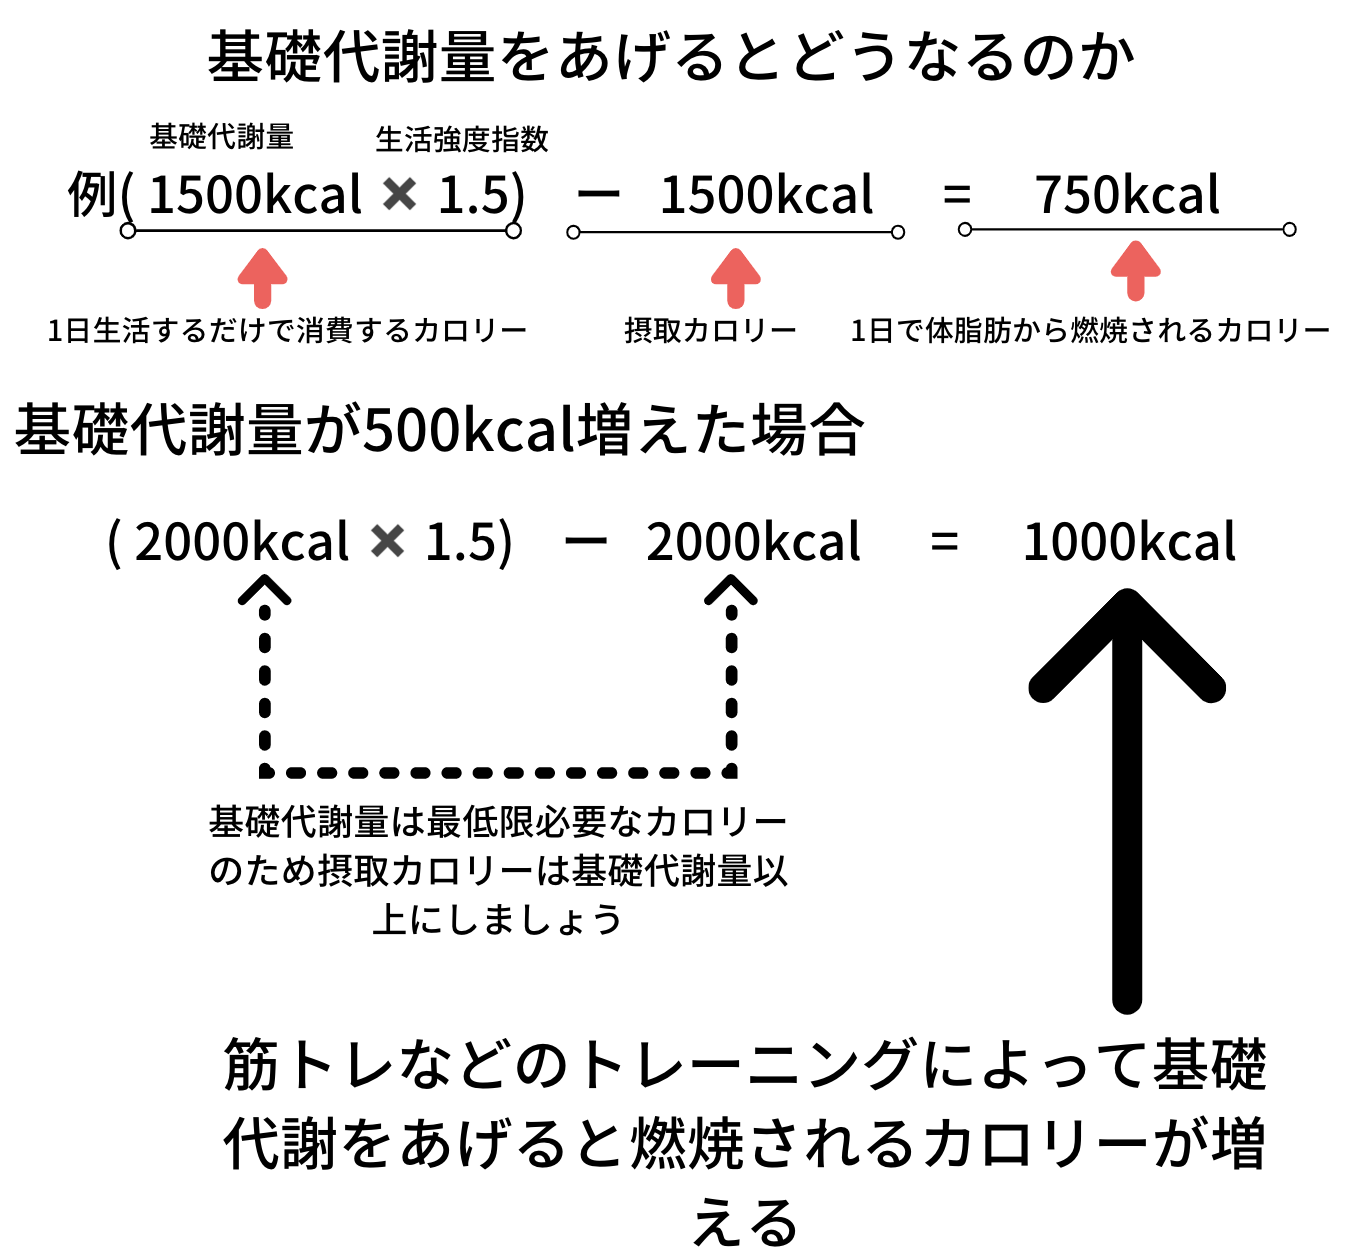 基礎代謝量をあげるとどうなるのか
基礎代謝量 生活強度指数
例( 1500kcal ✖ 1.5) ー 1500kcal = 750kcal
1日生活するだけで消費するカロリー 摂取カロリー 1日で体脂肪から燃焼されるカロリー
基礎代謝量が500kcal増えた場合
( 2000kcal ✖ 1.5) ー 2000kcal = 1000kcal
基礎代謝量は最低限必要なカロリー
のため摂取カロリーは基礎代謝量以
上にしましょう
筋トレなどのトレーニングによって基礎
代謝をあげると燃焼されるカロリーが増
える